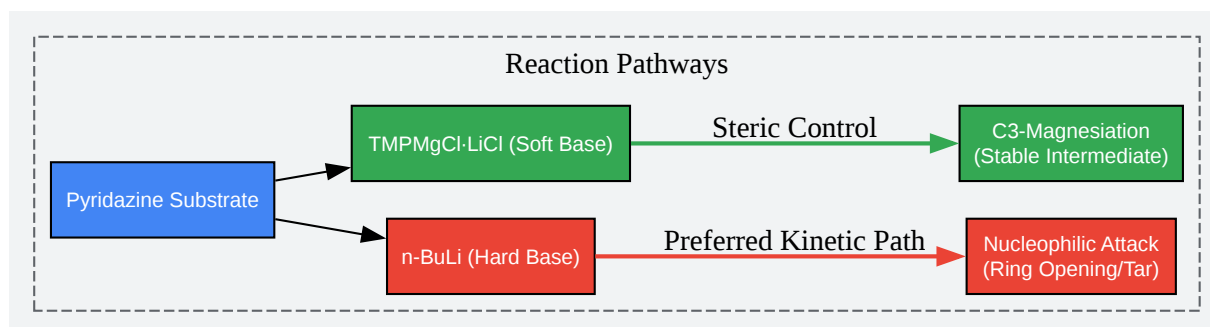 Reaction Pathways
Pyridazine Substrate
TMPMgCl·LiCl (Soft Base)
Steric Control
C3-Magnesiation
(Stable Intermediate)
n-BuLi (Hard Base)
Preferred Kinetic Path
Nucleophilic Attack
(Ring Opening/Tar)